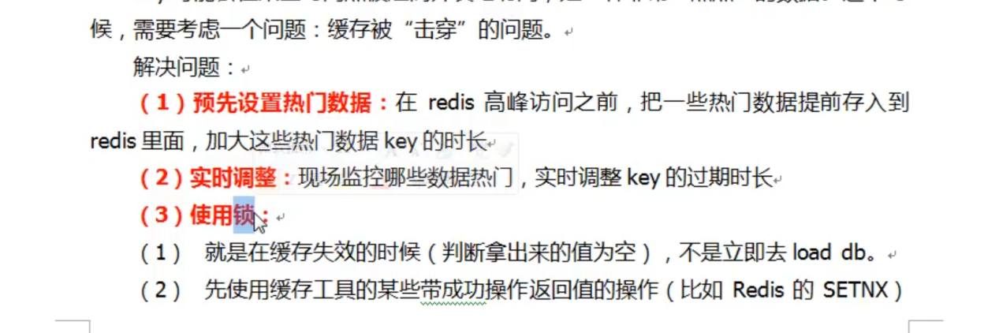 候，需要考虑一个问题：缓存被“击穿”的问题。
解决问题：
（1）预先设置热门数据：在 redis 高峰访问之前，把一些热门数据提前存入到
redis 里面，加大这些热门数据 key 的时长
（2）实时调整：现场监控哪些数据热门，实时调整 key 的过期时长
（3）使用锁：
（1） 就是在缓存失效的时候（判断拿出来的值为空），不是立即去 load db。
（2） 先使用缓存工具的某些带成功操作返回值的操作（比如 Redis 的 SETNX）